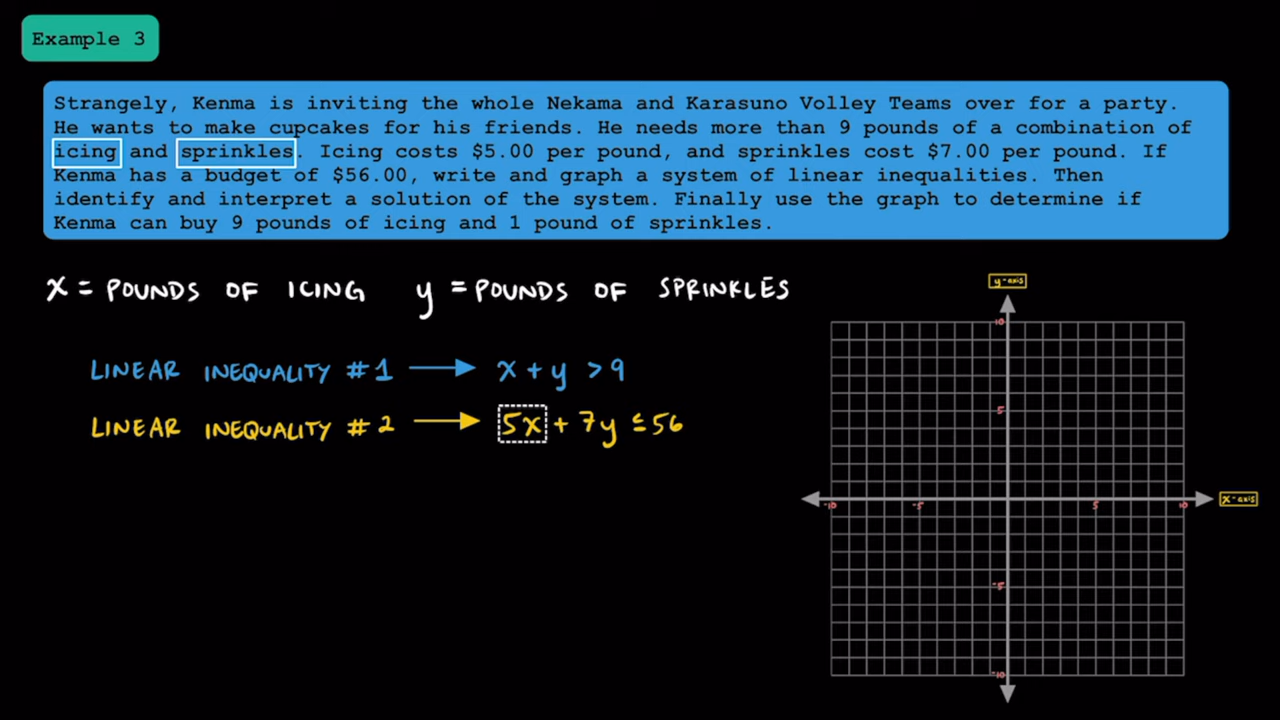 Example 3
Strangely, Kenma is inviting the whole Nekama and Karasuno Volley Teams over for a party.
He wants to make cupcakes for his friends. He needs more than 9 pounds of a combination of
icing and sprinkles. Icing costs $5.00 per pound, and sprinkles cost $7.00 per pound. If
Kenma has a budget of $56.00, write and graph a system of linear inequalities. Then
identify and interpret a solution of the system. Finally use the graph to determine if
Kenma can buy 9 pounds of icing and 1 pound of sprinkles.
x = POUNDS OF ICING y = POUNDS OF SPRINKLES
LINEAR INEQUALITY #1 → x + y > 9
LINEAR INEQUALITY #2 → 5x + 7y ≤ 56
y-axis
10
5
-10 -5 5 10
x-axis
-5
-10